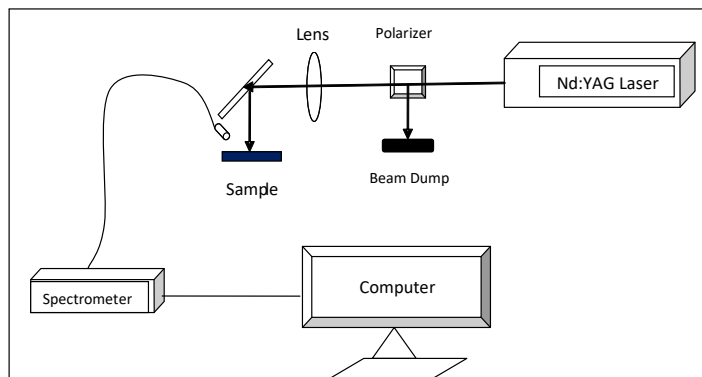 Lens
Polarizer
Nd:YAG Laser
Sample
Beam Dump
Spectrometer
Computer